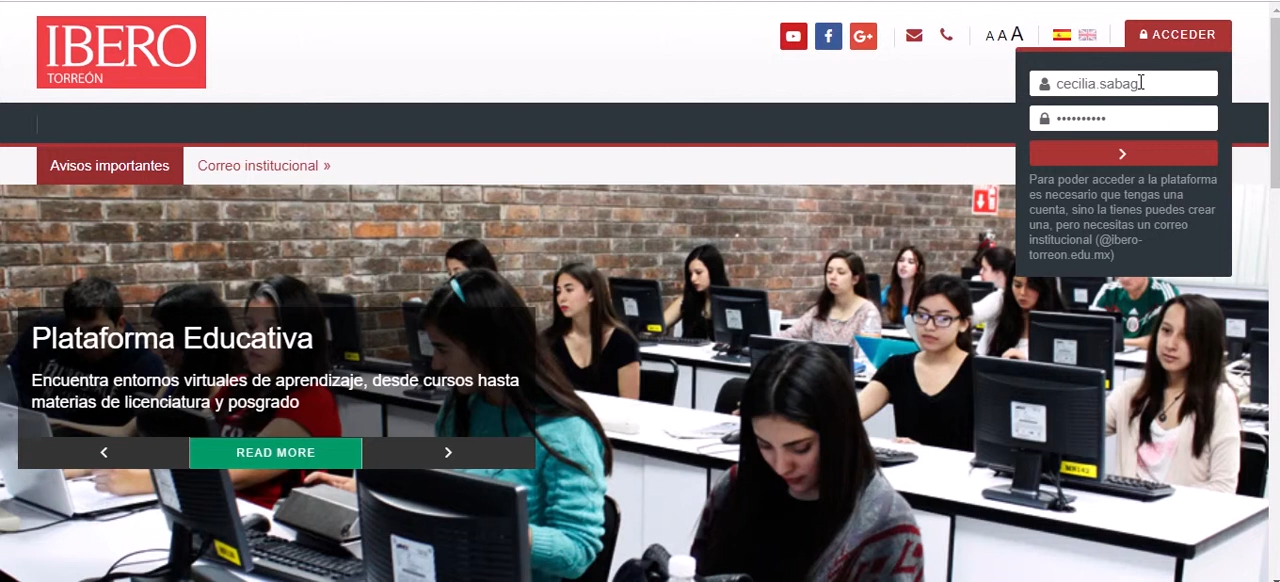 IBERO
TORREÓN
A A A
ACCEDER
cecilia.sabag
••••••••••
Para poder acceder a la plataforma
es necesario que tengas una
cuenta, sino la tienes puedes crear
una, pero necesitas un correo
institucional (@ibero-
torreon.edu.mx)
Avisos importantes
Correo institucional »
Plataforma Educativa
Encuentra entornos virtuales de aprendizaje, desde cursos hasta
materias de licenciatura y posgrado
READ MORE